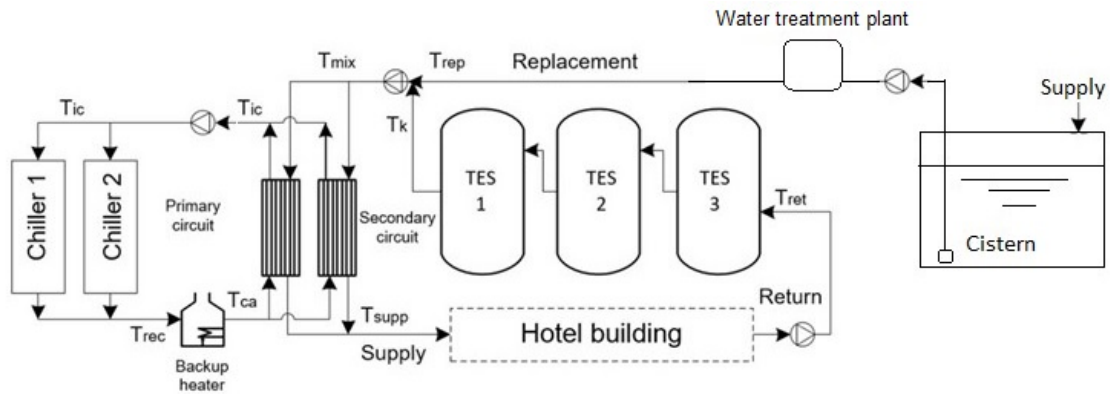 Water treatment plant
Tmix
Trep
Replacement
Supply
Tic
Tic
Tk
Chiller 1
Chiller 2
Primary
circuit
Secondary
circuit
TES
1
TES
2
TES
3
Tret
Cistern
Trec
Tca
Tsupp
Supply
Return
Hotel building
Backup
heater